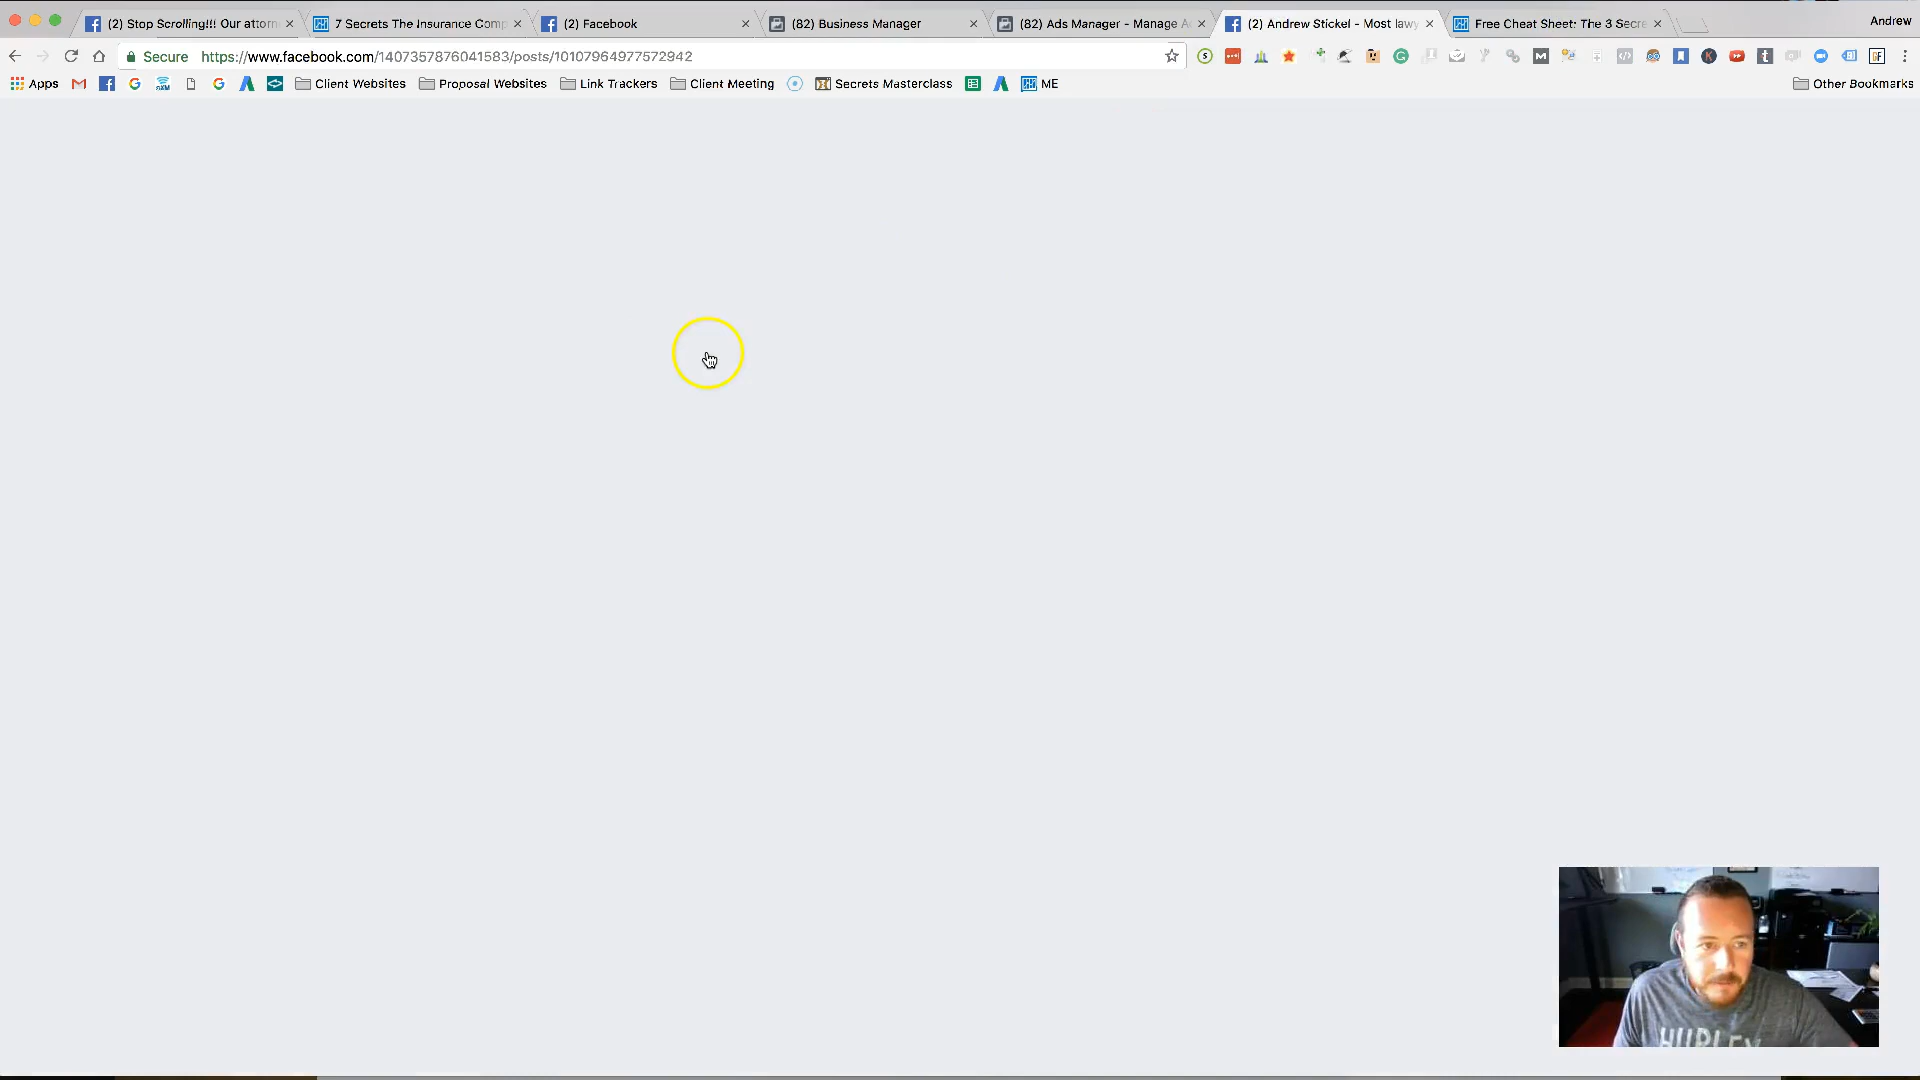 (2) Stop Scrolling!!! Our attorn
7 Secrets The Insurance Comp
(2) Facebook
(82) Business Manager
(82) Ads Manager - Manage A
(2) Andrew Stickel - Most lawy
Free Cheat Sheet: The 3 Secre
Andrew
Secure
https://www.facebook.com/1407357876041583/posts/10107964977572942
Apps
Client Websites
Proposal Websites
Link Trackers
Client Meeting
Secrets Masterclass
ME
Other Bookmarks
HURLEY